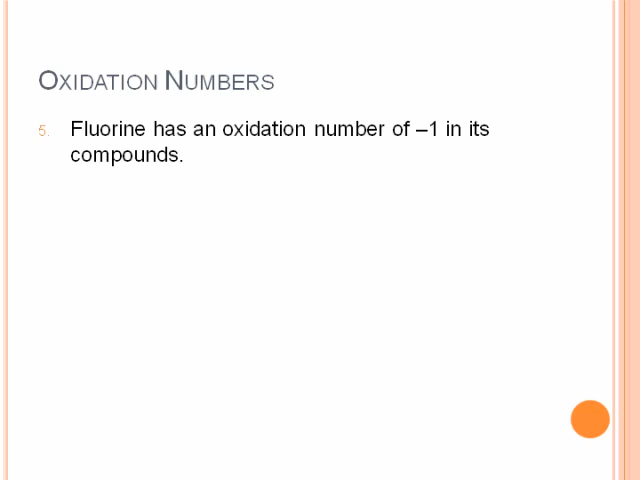 OXIDATION NUMBERS
5. Fluorine has an oxidation number of –1 in its
compounds.